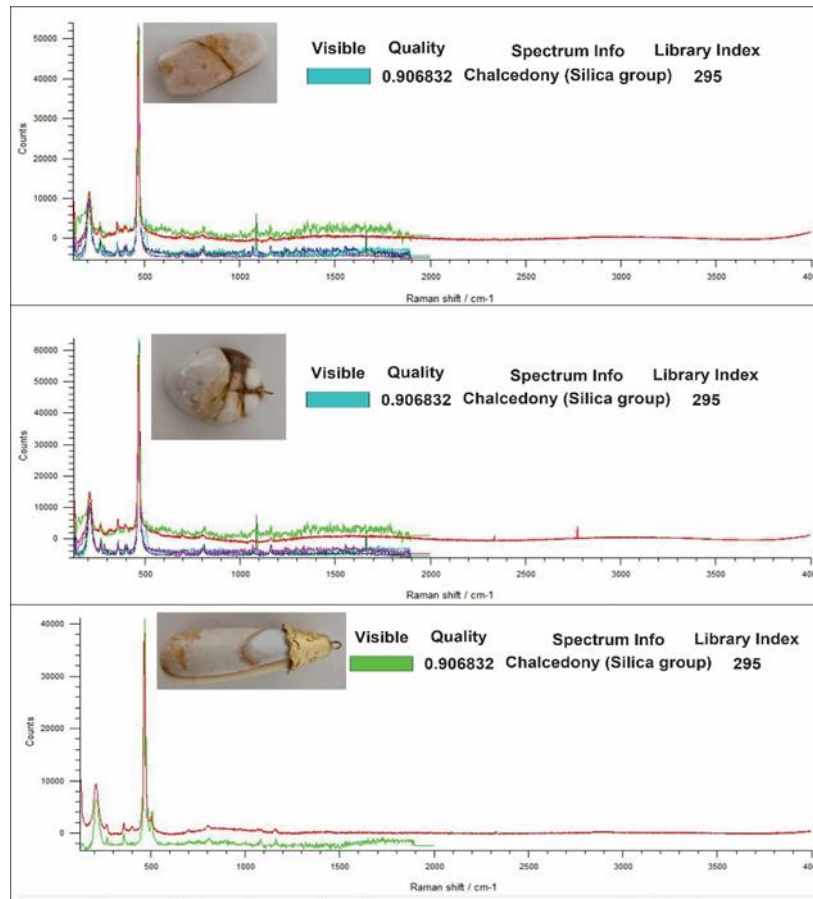 Visible Quality Spectrum Info Library Index
0.906832 Chalcedony (Silica group) 295
50000
40000
30000
20000
10000
0
Counts
500 1000 1500 2000 2500 3000 3500 40
Raman shift / cm-1
Visible Quality Spectrum Info Library Index
0.906832 Chalcedony (Silica group) 295
60000
50000
40000
30000
20000
10000
0
Counts
500 1000 1500 2000 2500 3000 3500 40
Raman shift / cm-1
Visible Quality Spectrum Info Library Index
0.906832 Chalcedony (Silica group) 295
40000
30000
20000
10000
0
Counts
500 1000 1500 2000 2500 3000 3500 40
Raman shift / cm-1